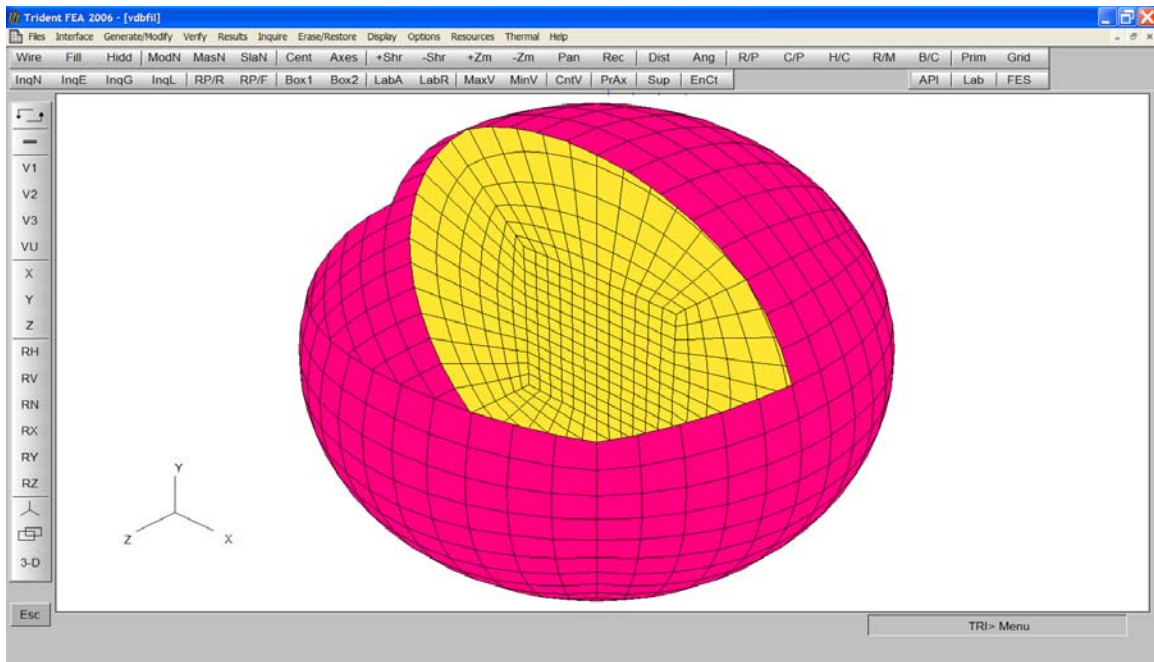 Trident FEA 2006 - [vdbfil]
Files Interface Generate/Modify Verify Results Inquire Erase/Restore Display Options Resources Thermal Help
Wire Fill Hidd ModN MasN SlaN Cent Axes +Shr -Shr +Zm -Zm Pan Rec Dist Ang R/P C/P H/C R/M B/C Prim Grid
InqN InqE InqG InqL RP/R RP/F Box1 Box2 LabA LabR MaxV MinV CntV PrAx Sup EnCt API Lab FES
V1
V2
V3
VU
X
Y
Z
RH
RV
RN
RX
RY
RZ
3-D
Esc
Y
Z X
TRI> Menu